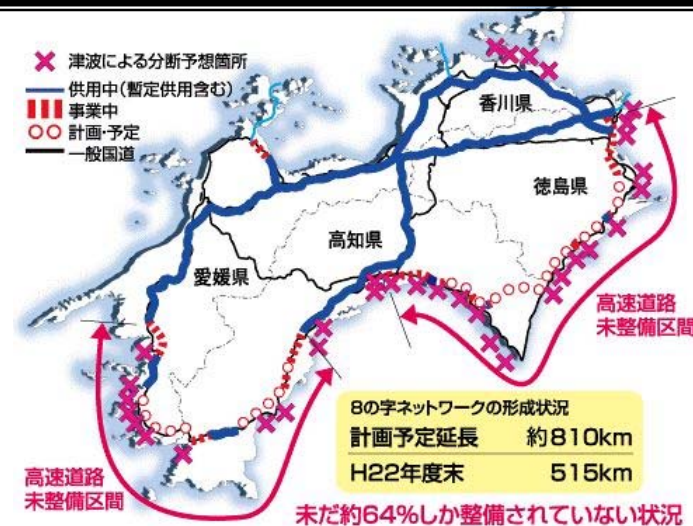 津波による分断予想箇所
供用中(暫定供用含む)
事業中
計画・予定
一般国道
香川県
徳島県
高知県
愛媛県
高速道路
未整備区間
8の字ネットワークの形成状況
計画予定延長 約810km
H22年度末 515km
高速道路
未整備区間
未だ約64%しか整備されていない状況